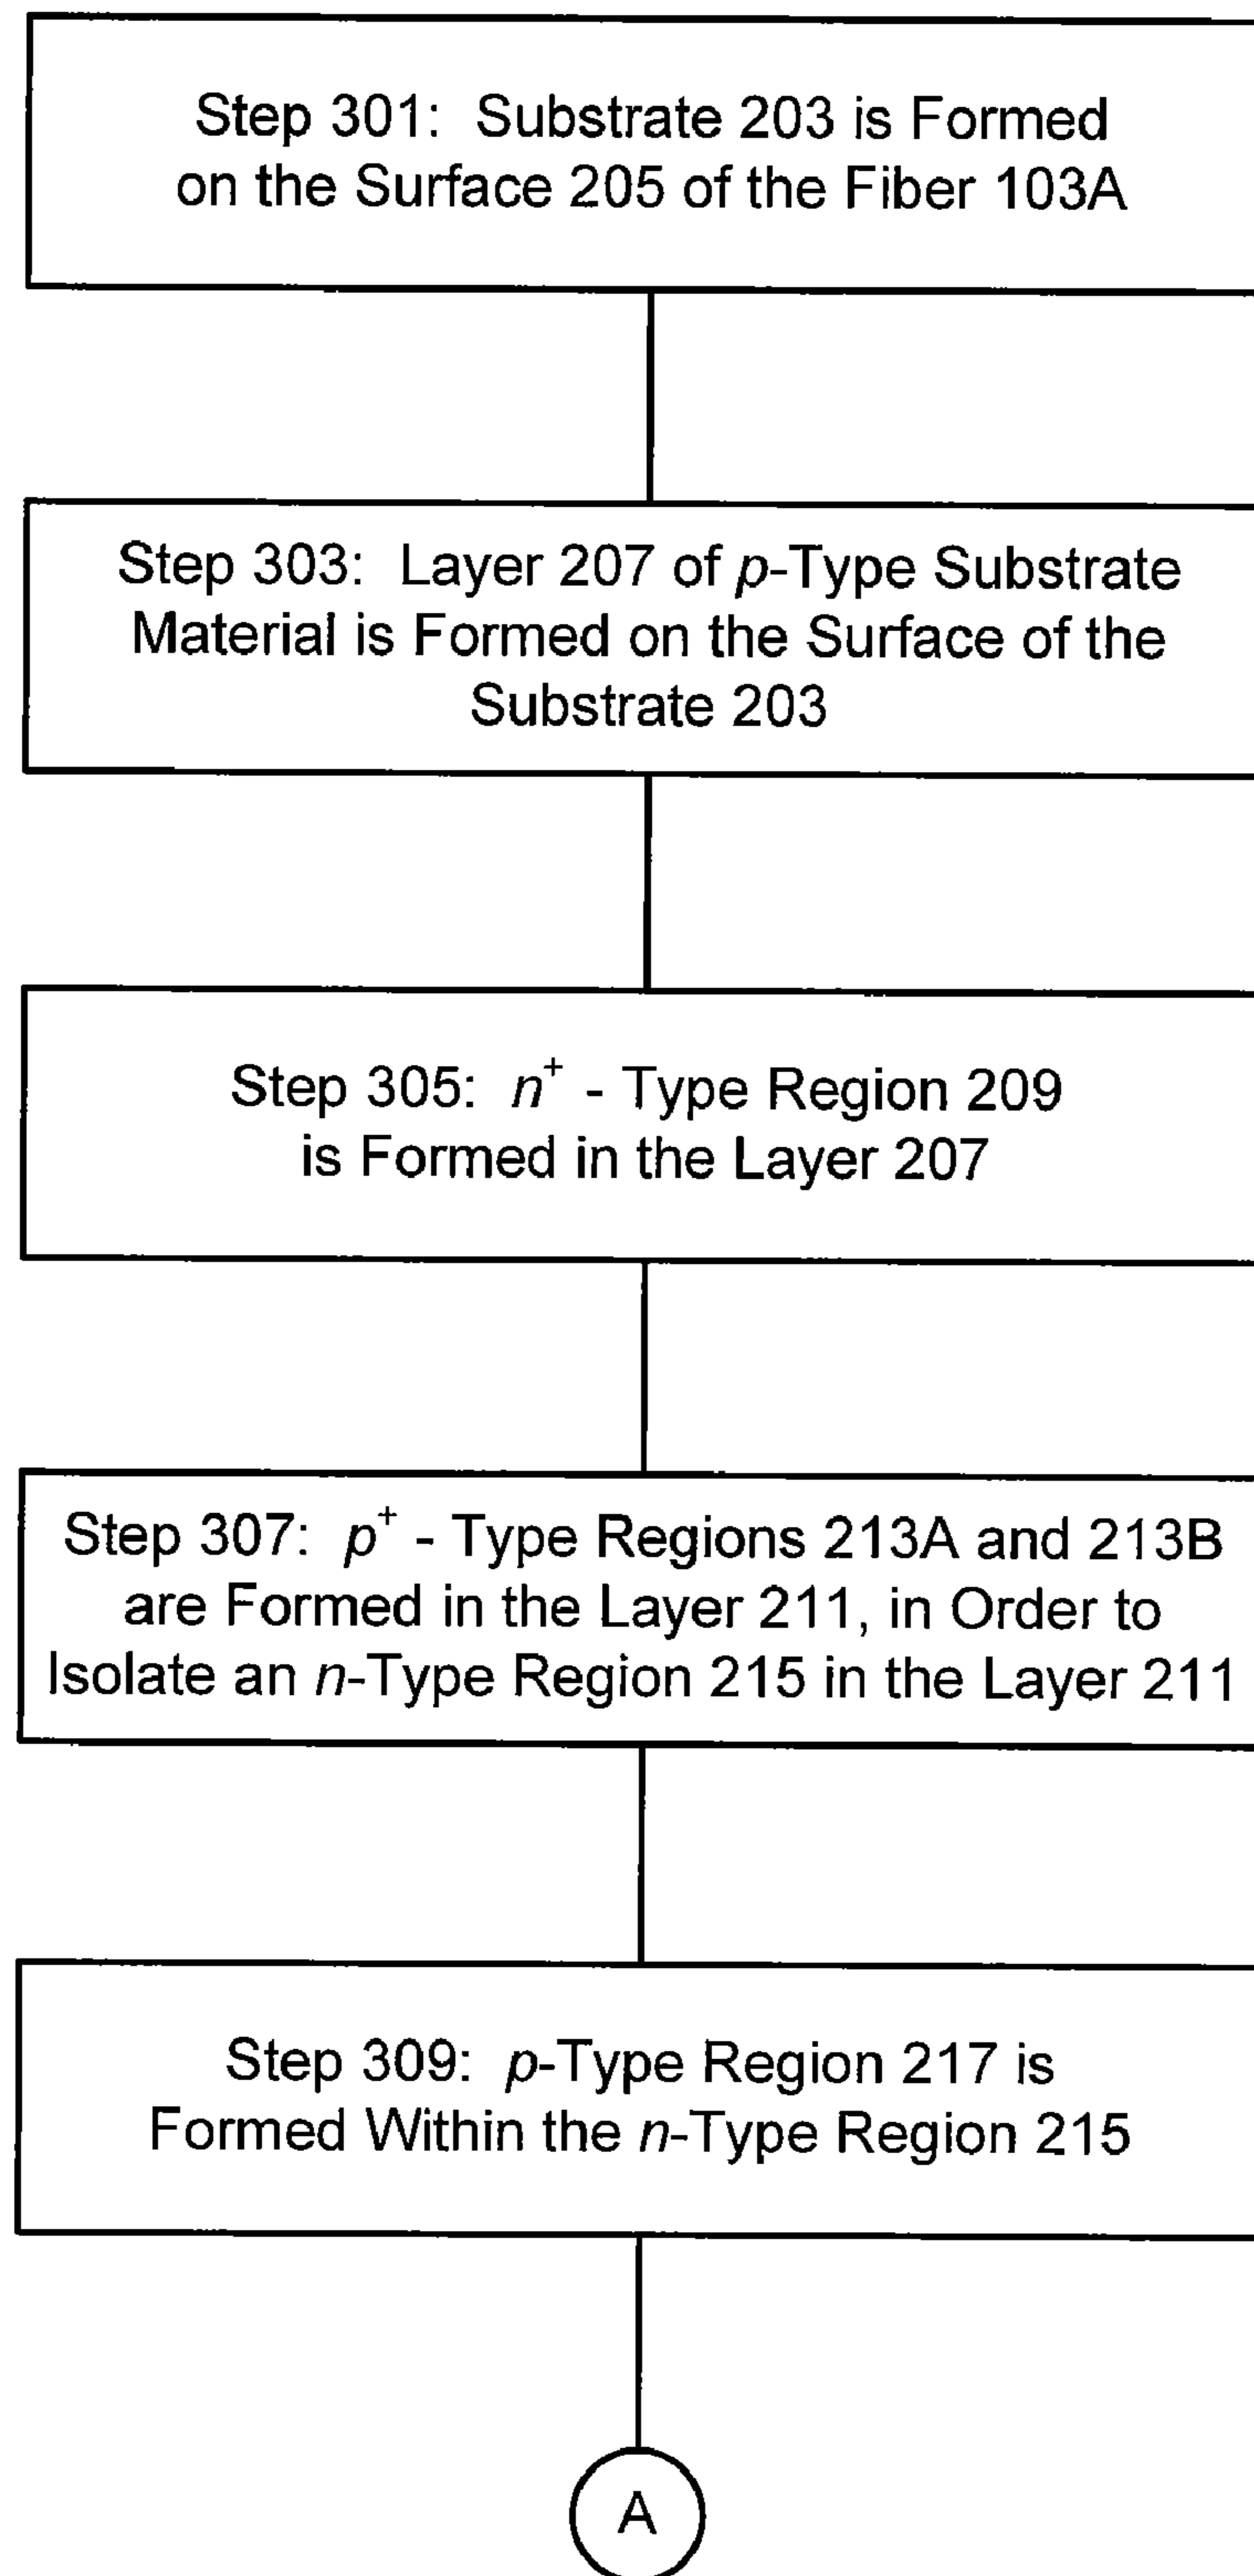 Step 301: Substrate 203 is Formed
on the Surface 205 of the Fiber 103A
Step 303: Layer 207 of p-Type Substrate
Material is Formed on the Surface of the
Substrate 203
Step 305: n⁺ - Type Region 209
is Formed in the Layer 207
Step 307: p⁺ - Type Regions 213A and 213B
are Formed in the Layer 211, in Order to
Isolate an n-Type Region 215 in the Layer 211
Step 309: p-Type Region 217 is
Formed Within the n-Type Region 215
A